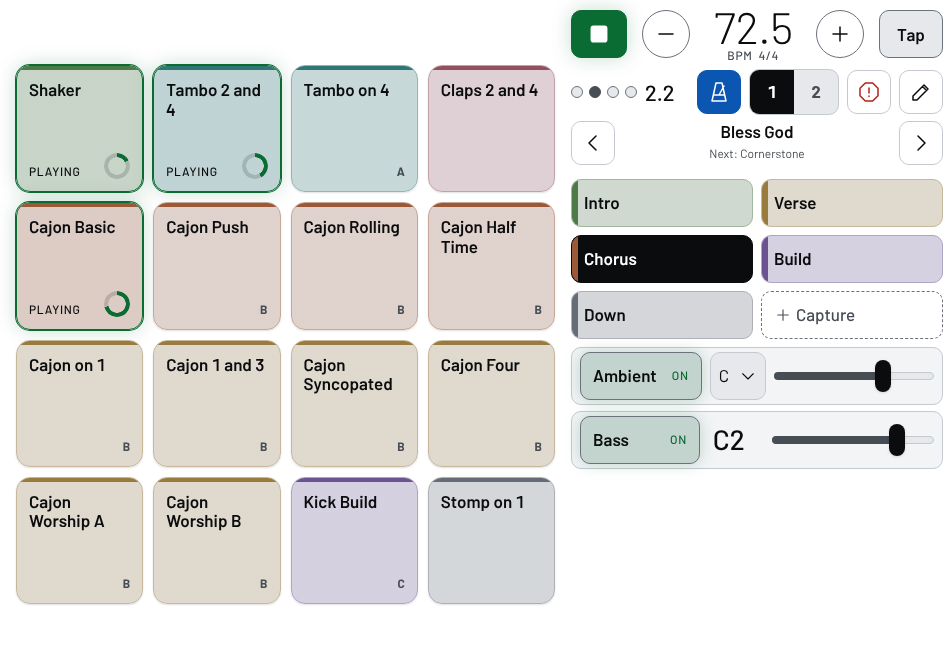 Shaker
PLAYING
Tambo 2 and
4
PLAYING
Tambo on 4
A
Claps 2 and 4
Cajon Basic
PLAYING
Cajon Push
B
Cajon Rolling
B
Cajon Half
Time
B
Cajon on 1
B
Cajon 1 and 3
B
Cajon
Syncopated
B
Cajon Four
B
Cajon
Worship A
B
Cajon
Worship B
B
Kick Build
C
Stomp on 1
72.5
BPM 4/4
Tap
2.2
1
2
Bless God
Next: Cornerstone
Intro
Verse
Chorus
Build
Down
+ Capture
Ambient ON
C
Bass ON
C2